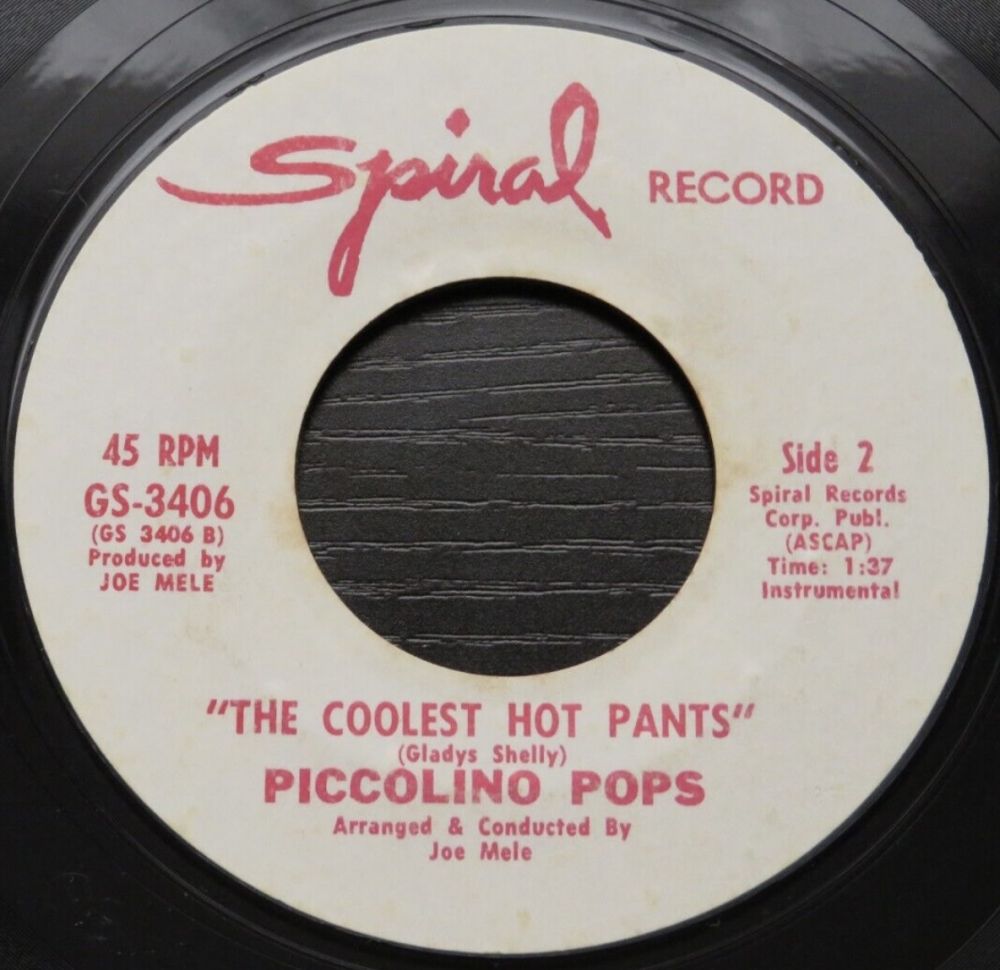 Spiral RECORD
45 RPM
GS-3406
(GS 3406 B)
Produced by
JOE MELE
Side 2
Spiral Records
Corp. Publ.
(ASCAP)
Time: 1:37
Instrumental
"THE COOLEST HOT PANTS"
(Gladys Shelly)
PICCOLINO POPS
Arranged & Conducted By
Joe Mele